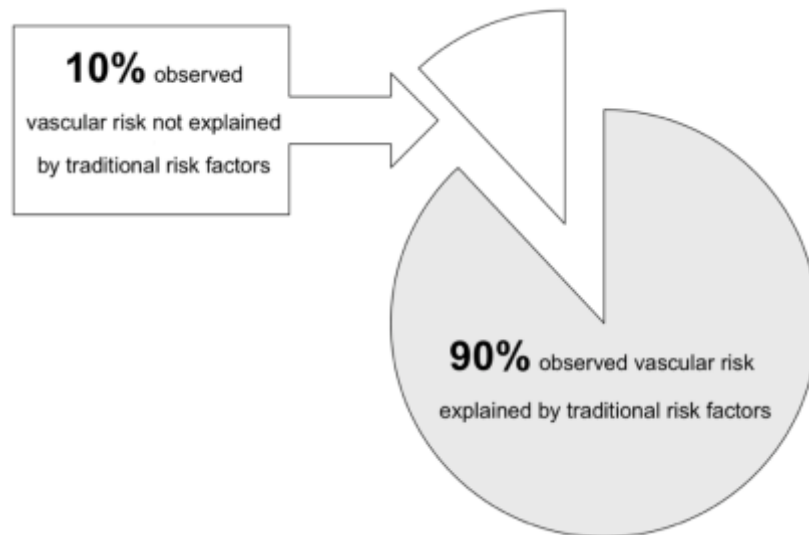 10% observed
vascular risk not explained
by traditional risk factors
90% observed vascular risk
explained by traditional risk factors